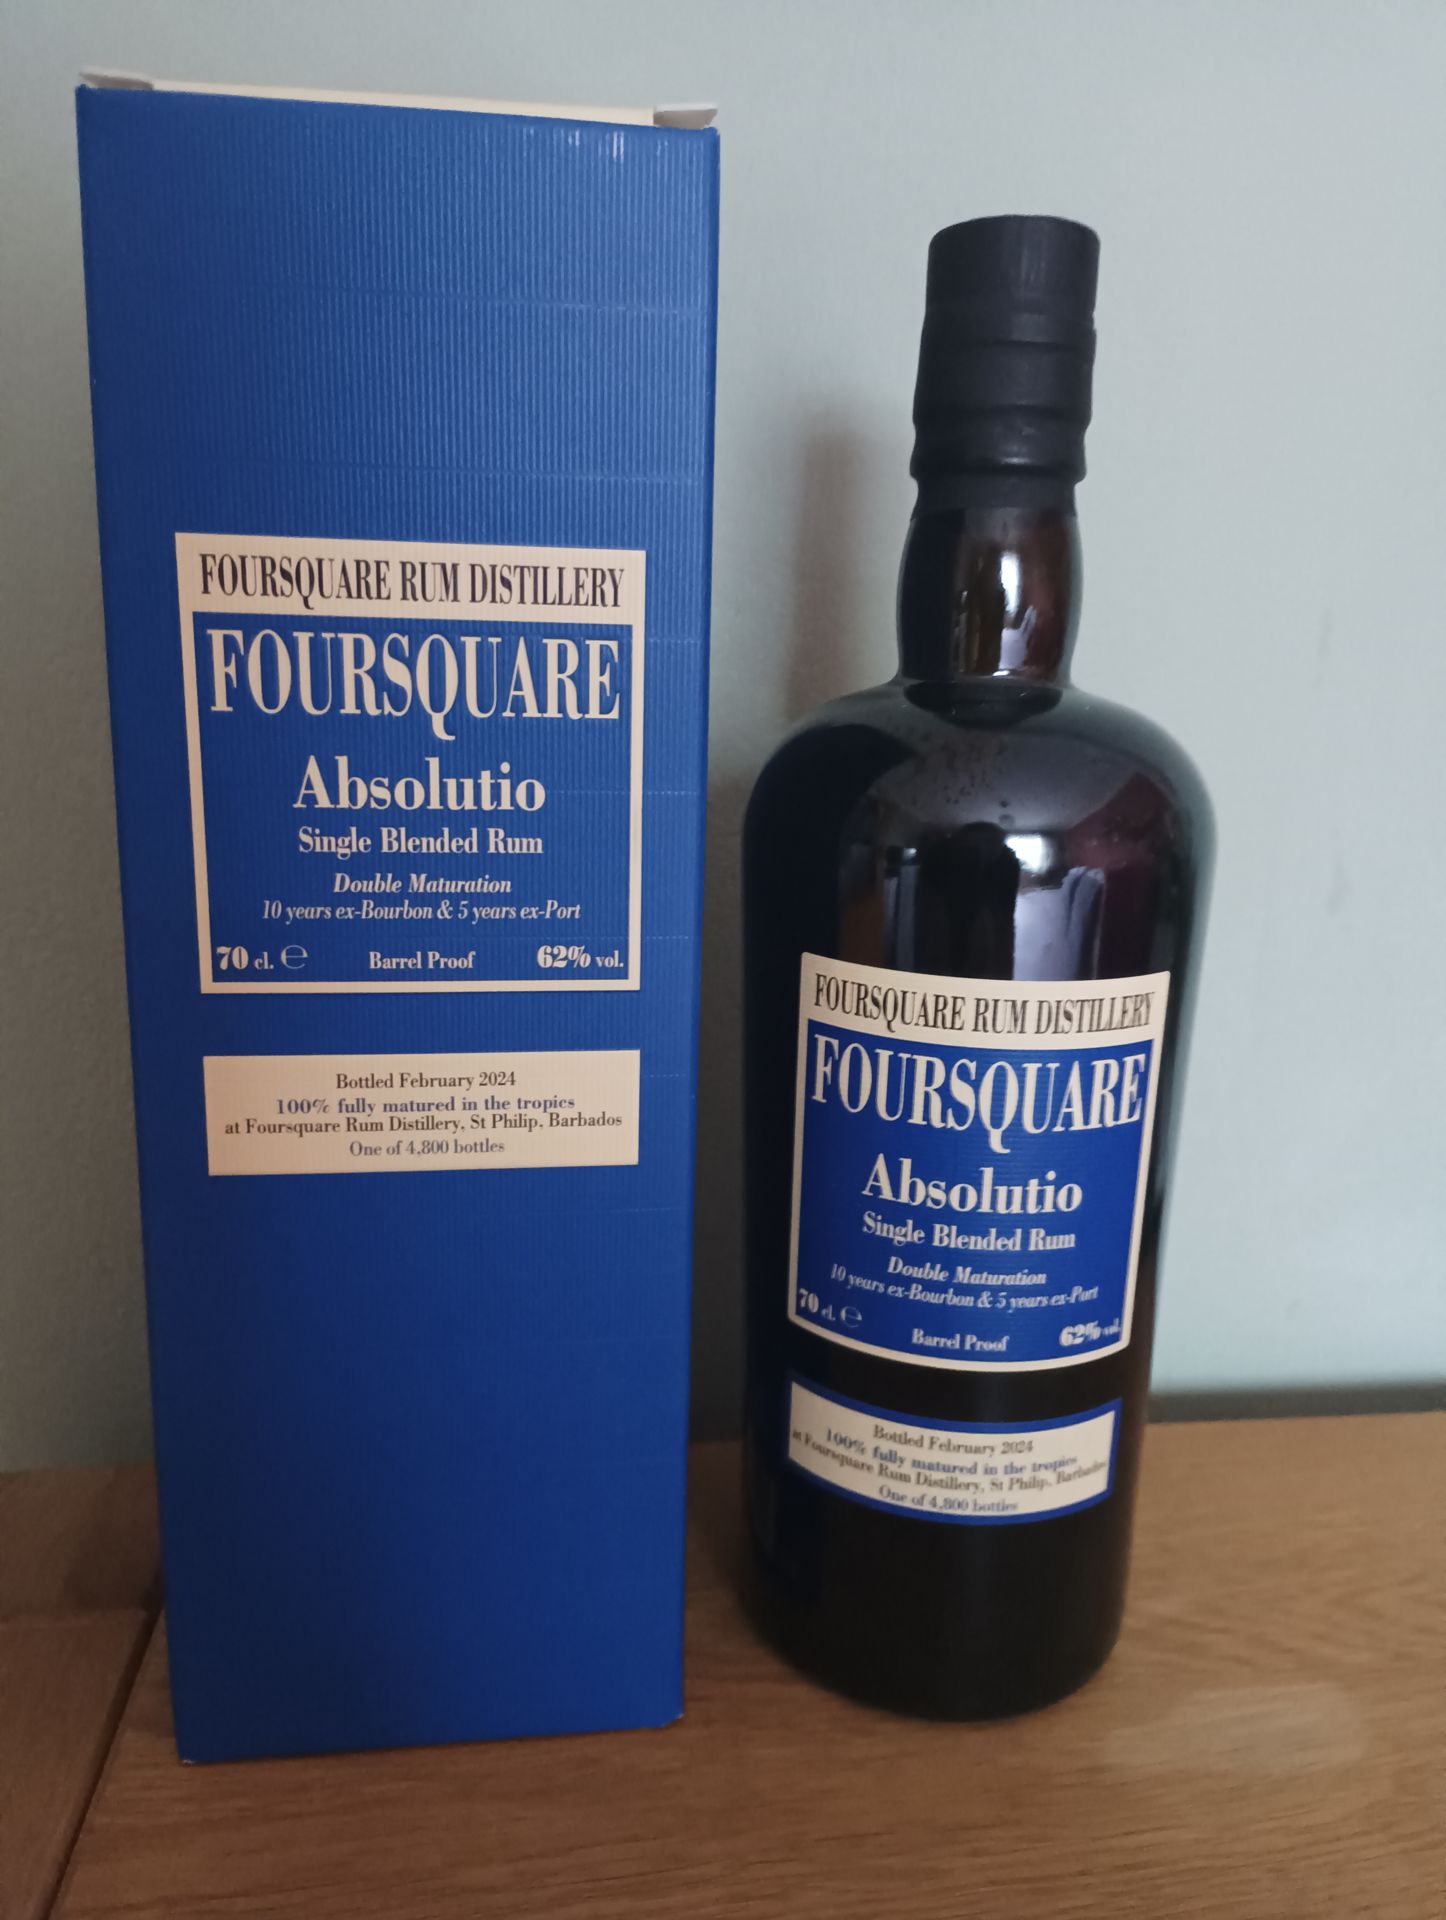 FOURSQUARE RUM DISTILLERY
FOURSQUARE
Absolutio
Single Blended Rum
Double Maturation
10 years ex-Bourbon & 5 years ex-Port
70 cl. ℮ Barrel Proof 62% vol.
Bottled February 2024
100% fully matured in the tropics
at Foursquare Rum Distillery, St Philip, Barbados
One of 4,800 bottles
FOURSQUARE RUM DISTILLERY
FOURSQUARE
Absolutio
Single Blended Rum
Double Maturation
10 years ex-Bourbon & 5 years ex-Port
70 cl. ℮ Barrel Proof 62% vol.
Bottled February 2024
100% fully matured in the tropics
at Foursquare Rum Distillery, St Philip, Barbados
One of 4,800 bottles